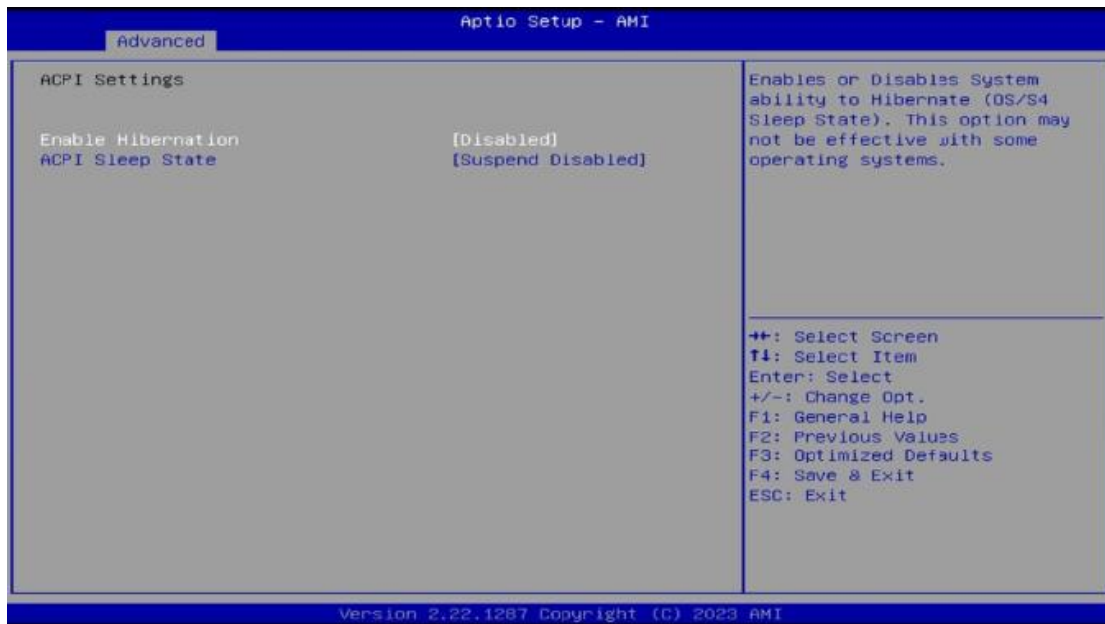 Aptio Setup - AMI
Advanced
ACPI Settings
Enable Hibernation [Disabled]
ACPI Sleep State [Suspend Disabled]
Enables or Disables System
ability to Hibernate (OS/S4
Sleep State). This option may
not be effective with some
operating systems.
→←: Select Screen
↑↓: Select Item
Enter: Select
+/-: Change Opt.
F1: General Help
F2: Previous Values
F3: Optimized Defaults
F4: Save & Exit
ESC: Exit
Version 2.22.1287 Copyright (C) 2023 AMI